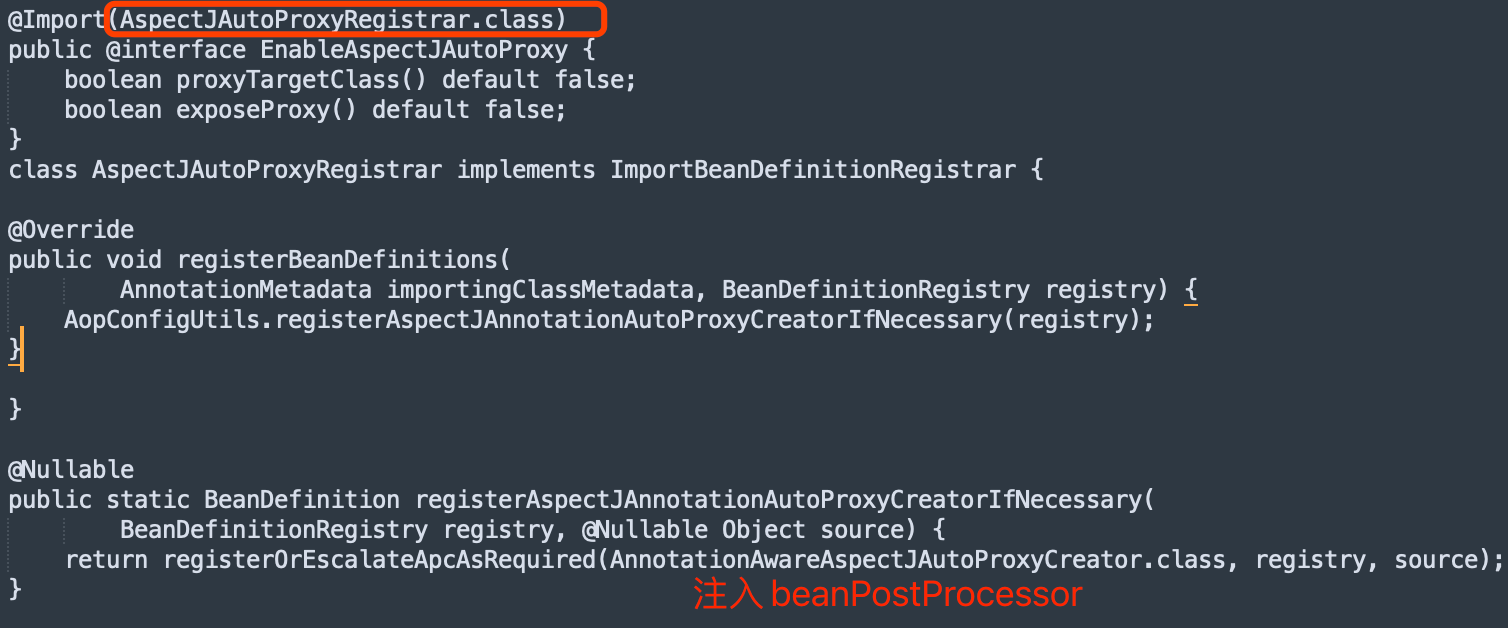 @Import(AspectJAutoProxyRegistrar.class)
public @interface EnableAspectJAutoProxy {
    boolean proxyTargetClass() default false;
    boolean exposeProxy() default false;
}
class AspectJAutoProxyRegistrar implements ImportBeanDefinitionRegistrar {
@Override
public void registerBeanDefinitions(
        AnnotationMetadata importingClassMetadata, BeanDefinitionRegistry registry) {
    AopConfigUtils.registerAspectJAnnotationAutoProxyCreatorIfNecessary(registry);
}
}
@Nullable
public static BeanDefinition registerAspectJAnnotationAutoProxyCreatorIfNecessary(
        BeanDefinitionRegistry registry, @Nullable Object source) {
    return registerOrEscalateApcAsRequired(AnnotationAwareAspectJAutoProxyCreator.class, registry, source);
}
注入 beanPostProcessor